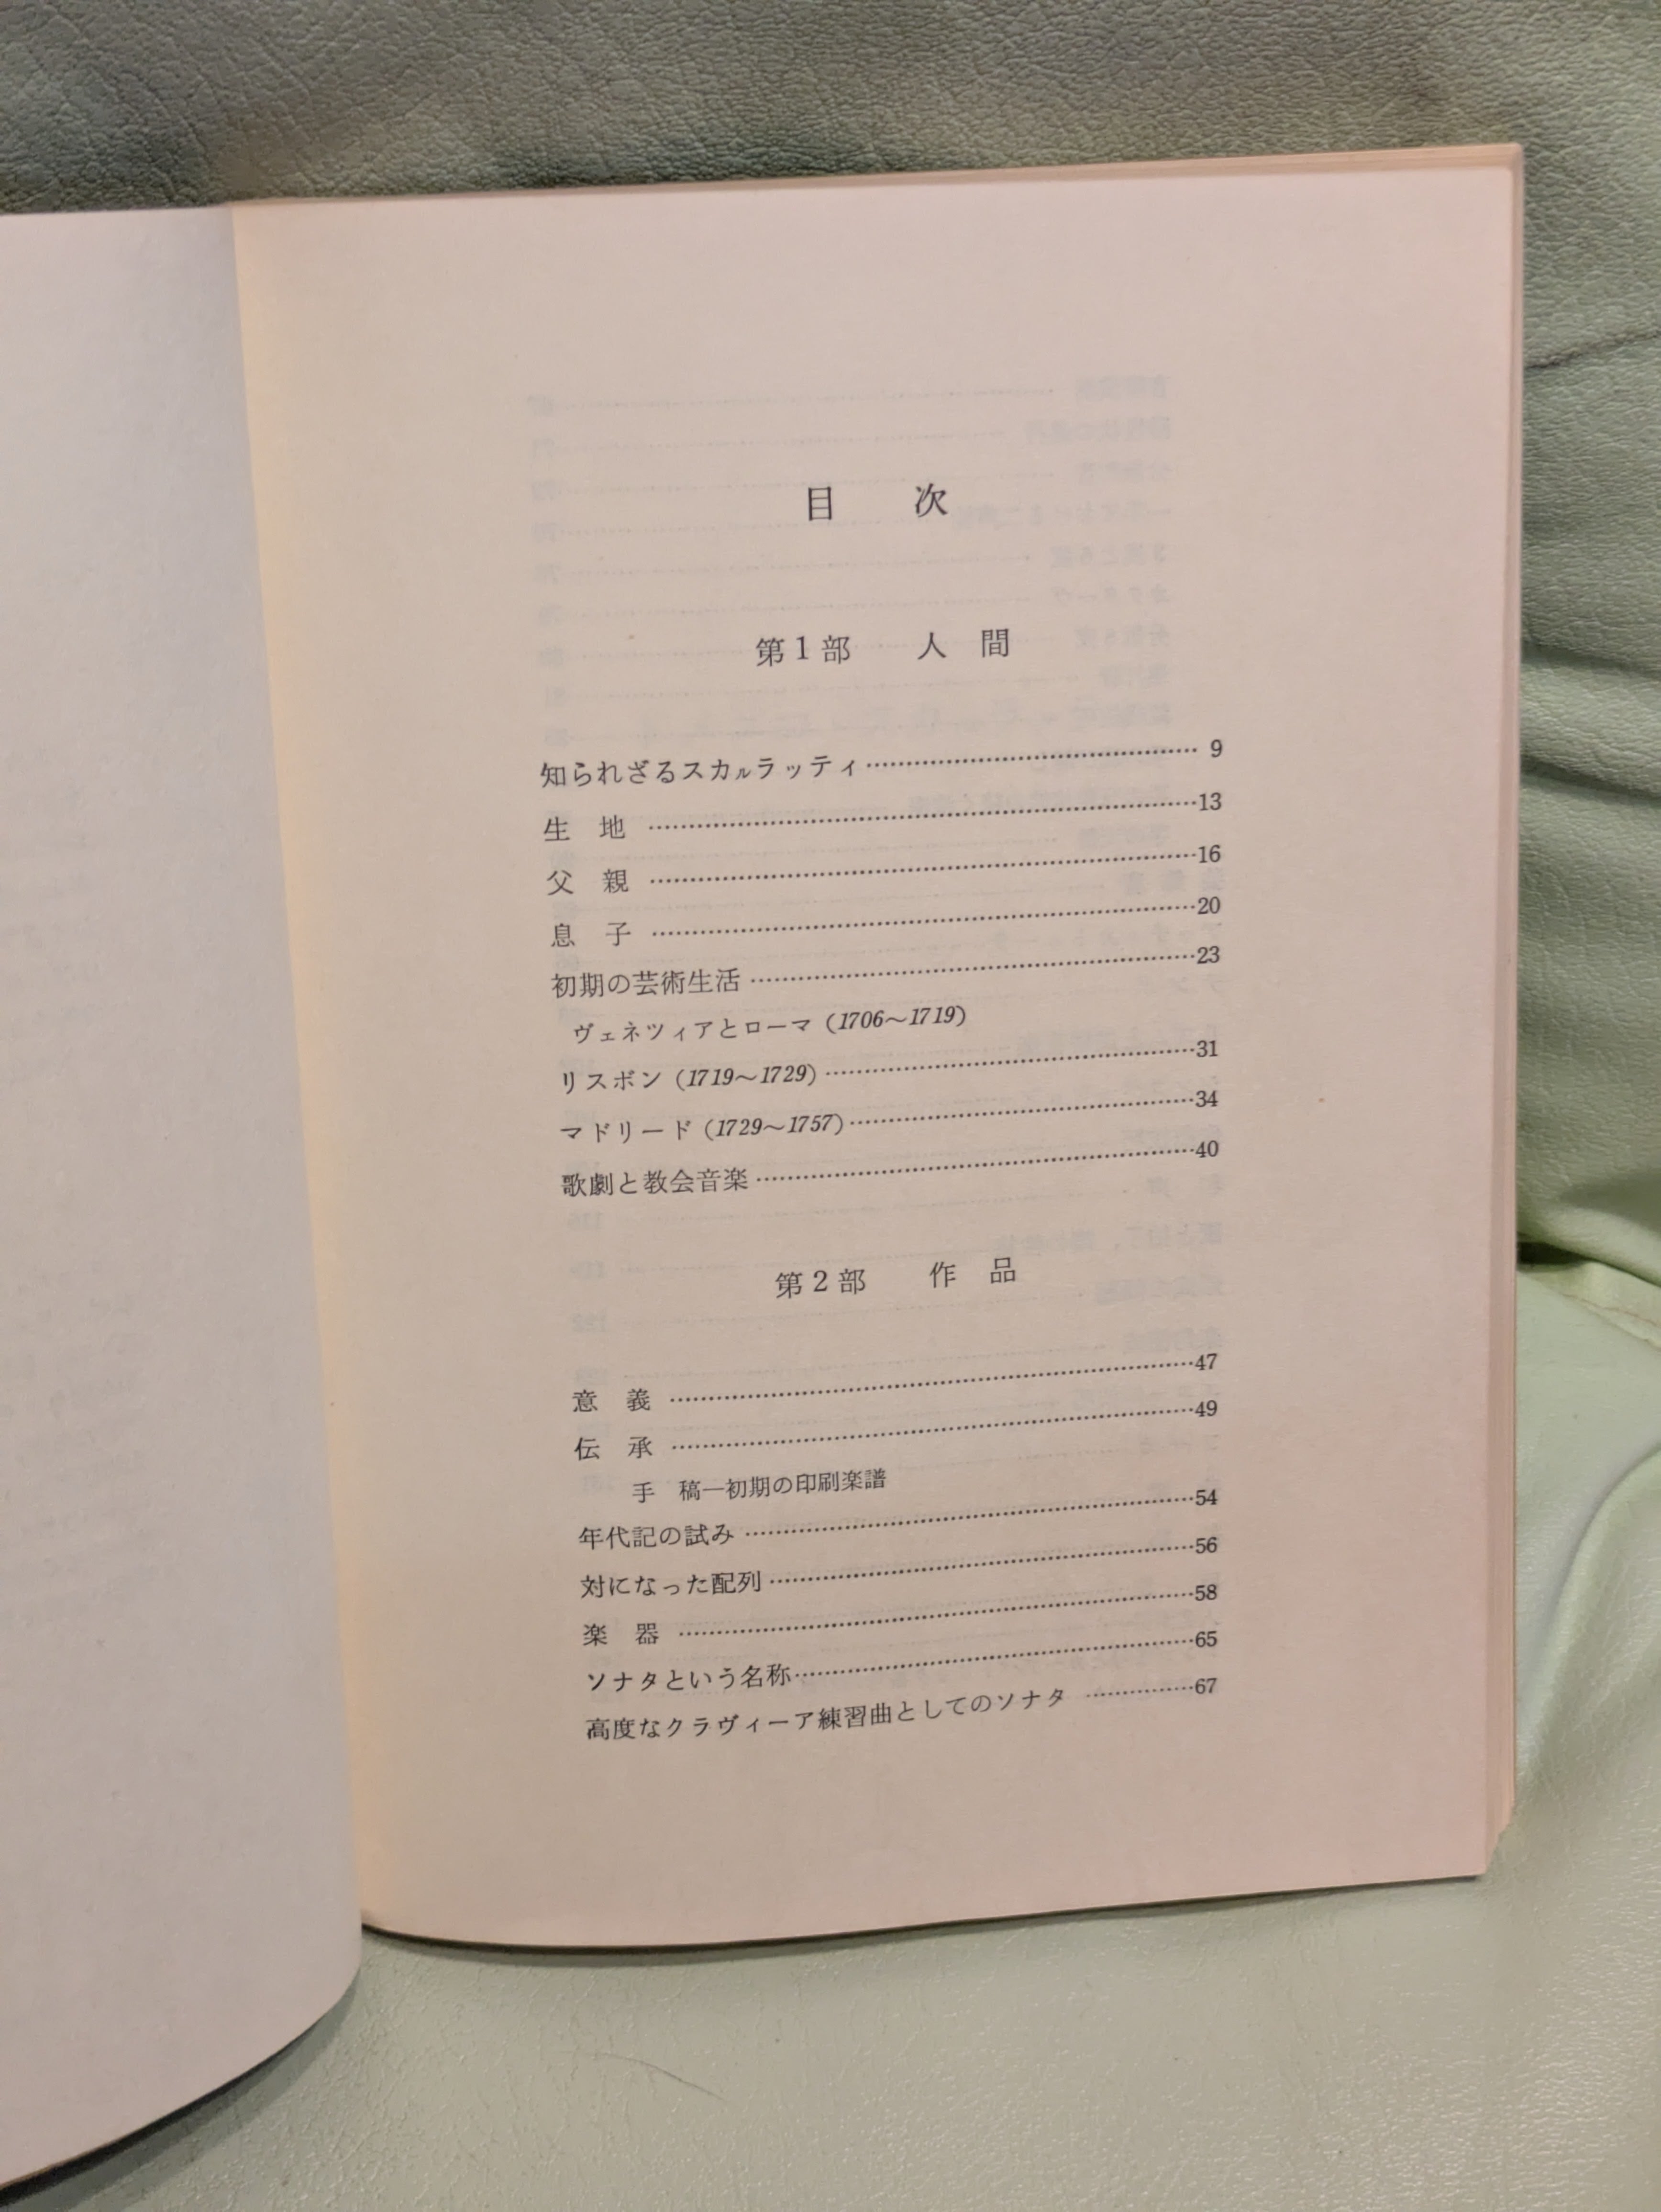 目　次
第1部　人　間
知られざるスカルラッティ……………………………… 9
生　地 ……………………………………………………13
父　親 ……………………………………………………16
息　子 ……………………………………………………20
初期の芸術生活 …………………………………………23
ヴェネツィアとローマ (1706～1719)
リスボン (1719～1729) …………………………………31
マドリード (1729～1757)…………………………………34
歌劇と教会音楽 …………………………………………40
第2部　作　品
意　義 ……………………………………………………47
伝　承 ……………………………………………………49
手　稿―初期の印刷楽譜
年代記の試み ……………………………………………54
対になった配列 …………………………………………56
楽　器 ……………………………………………………58
ソナタという名称…………………………………………65
高度なクラヴィーア練習曲としてのソナタ ……………67